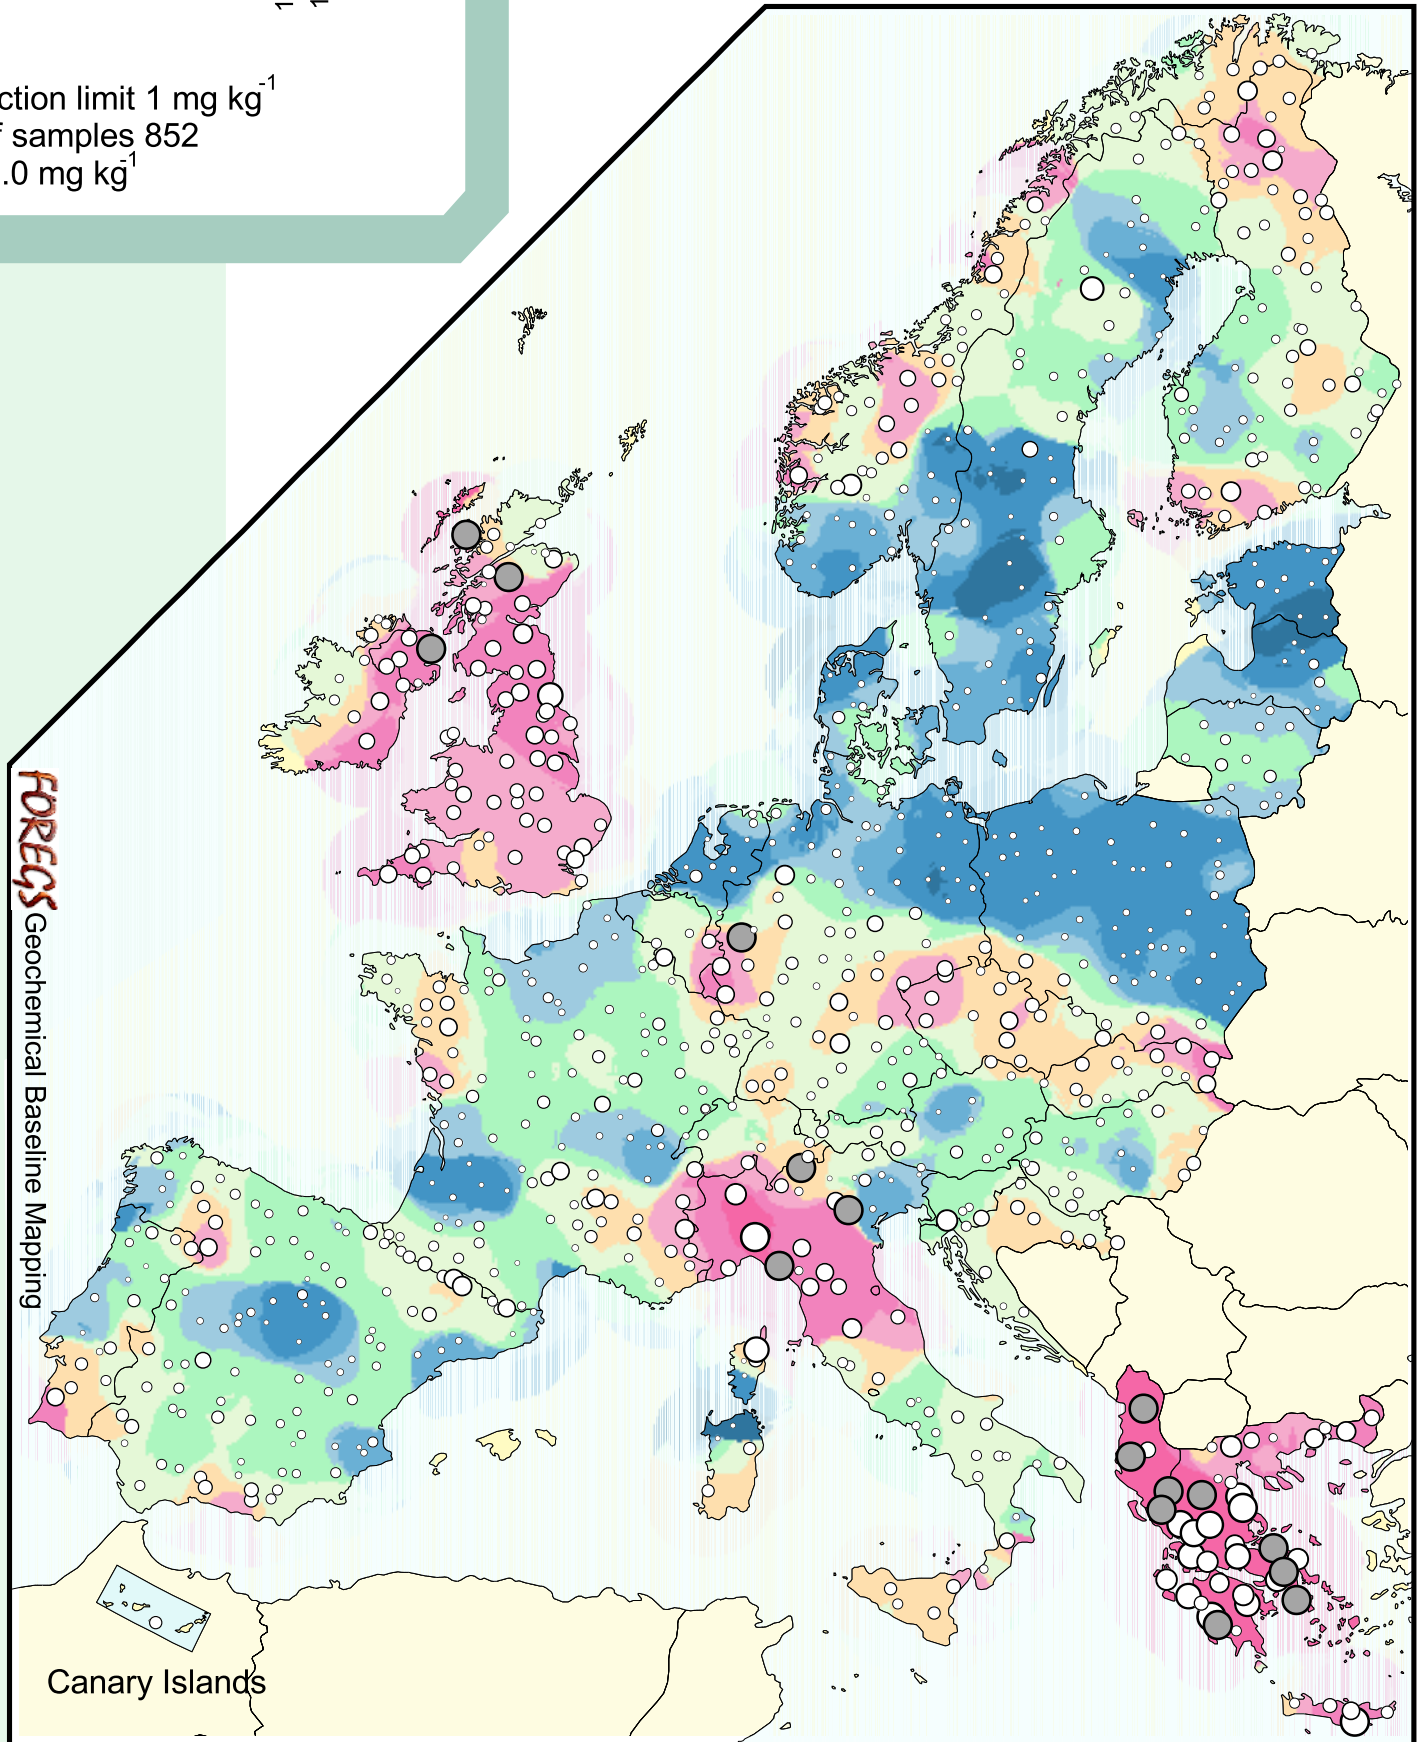 ction limit 1 mg kg-1
f samples 852
.0 mg kg-1
FOREGS Geochemical Baseline Mapping
Canary Islands